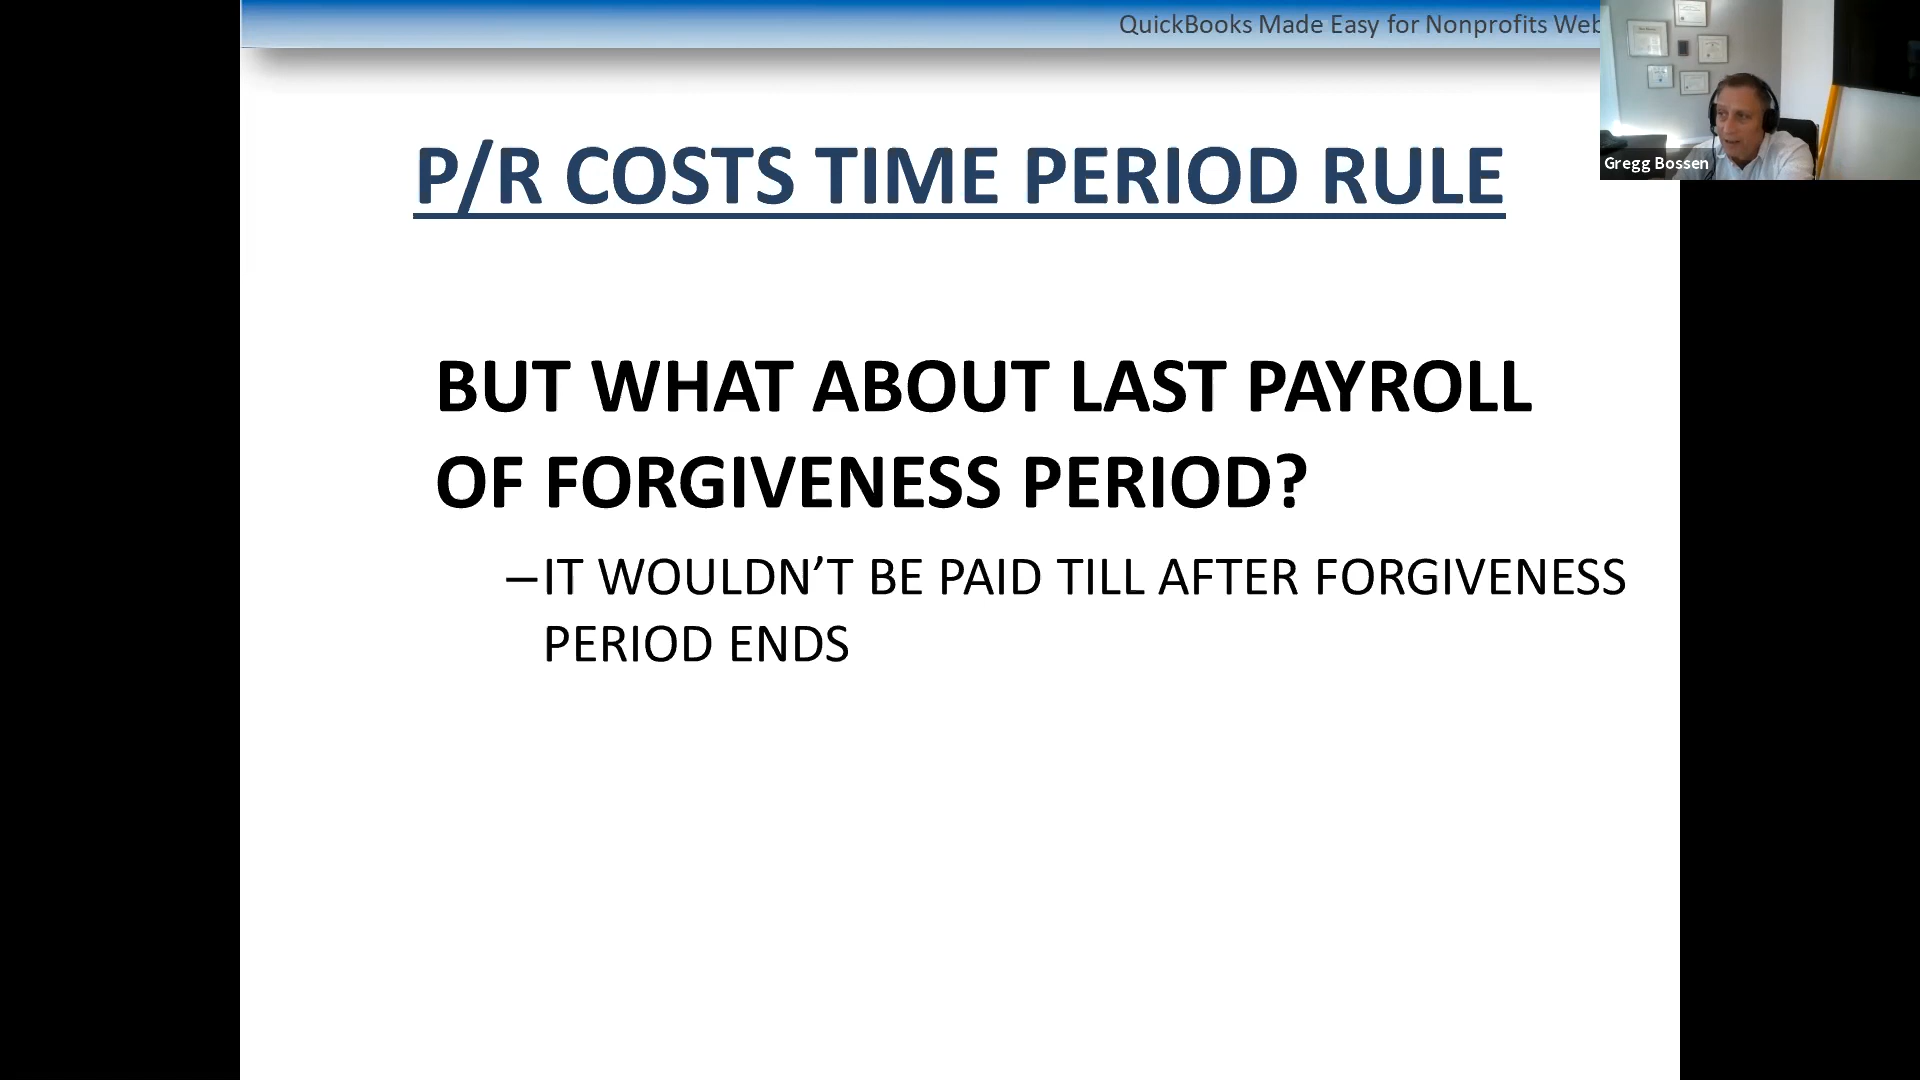 QuickBooks Made Easy for Nonprofits Web
Gregg Bossen
P/R COSTS TIME PERIOD RULE
BUT WHAT ABOUT LAST PAYROLL
OF FORGIVENESS PERIOD?
–IT WOULDN’T BE PAID TILL AFTER FORGIVENESS
PERIOD ENDS